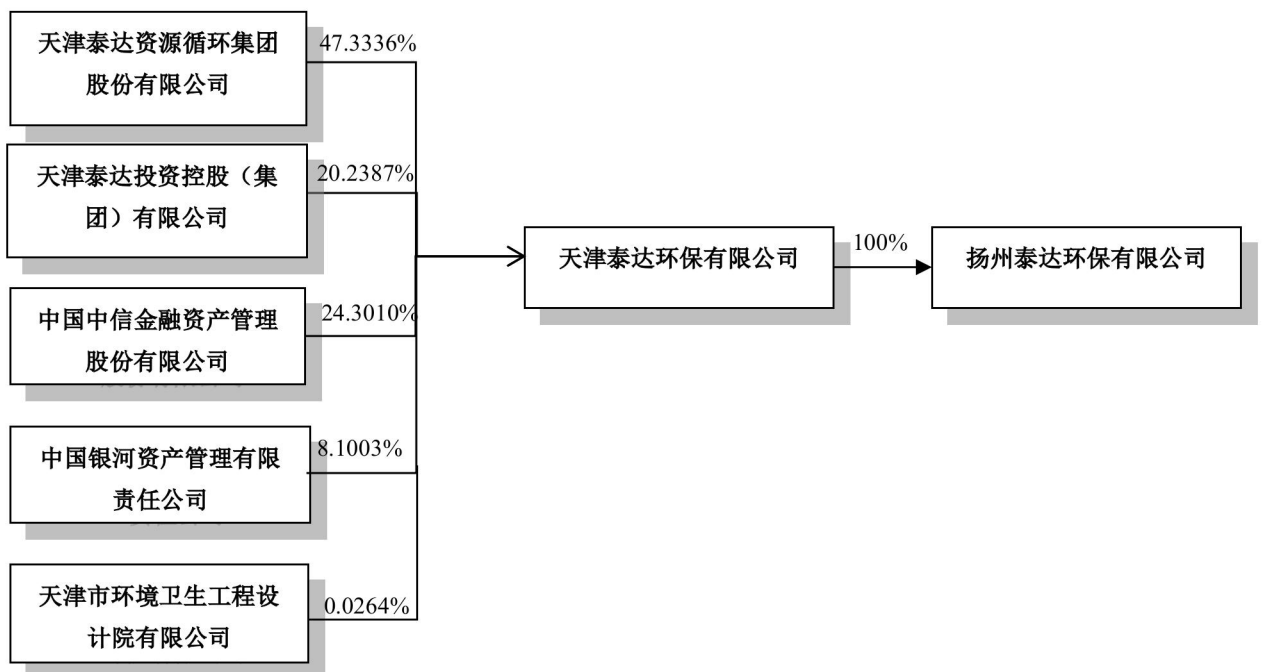 天津泰达资源循环集团
股份有限公司
47.3336%
天津泰达投资控股（集
团）有限公司
20.2387%
中国中信金融资产管理
股份有限公司
24.3010%
中国银河资产管理有限
责任公司
8.1003%
天津市环境卫生工程设
计院有限公司
0.0264%
天津泰达环保有限公司
100%
扬州泰达环保有限公司